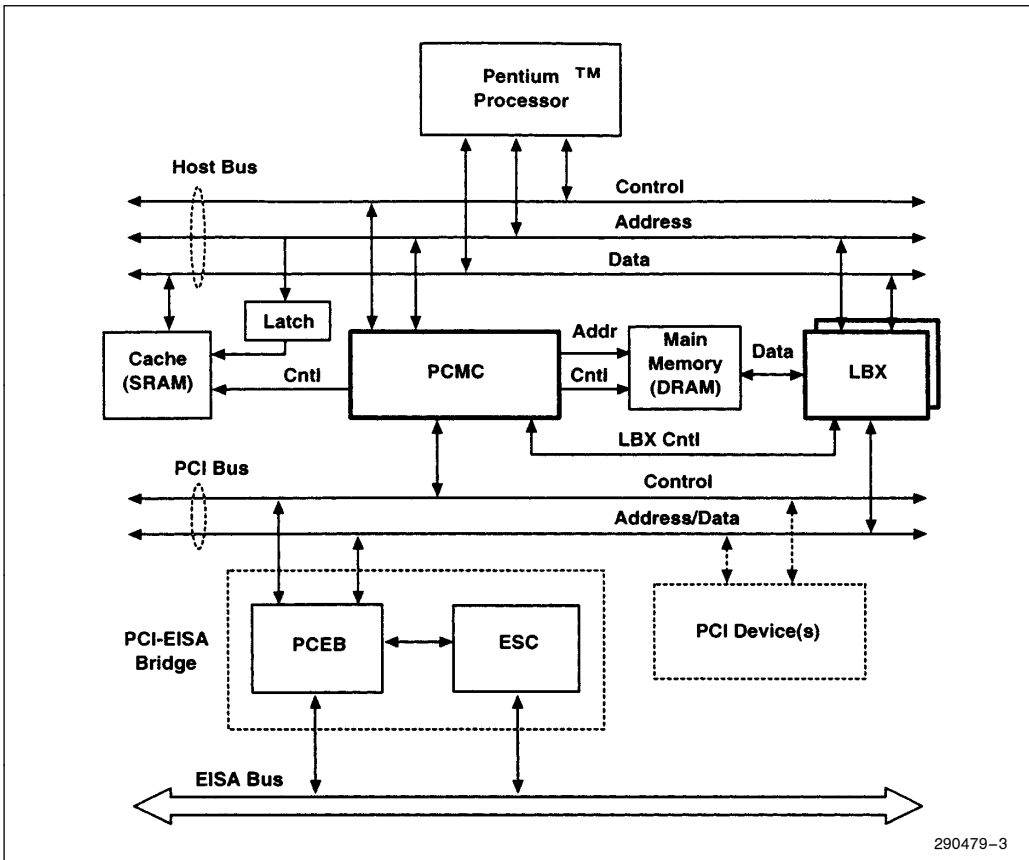 Pentium TM
Processor
Host Bus
Control
Address
Data
Latch
Cache
(SRAM)
Cntl
PCMC
Addr
Cntl
Main
Memory
(DRAM)
Data
LBX
LBX Cntl
PCI Bus
Control
Address/Data
PCI-EISA
Bridge
PCEB
ESC
PCI Device(s)
EISA Bus
290479–3